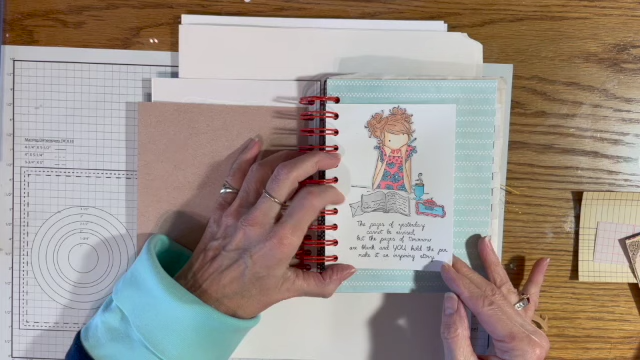 The pages of yesterday
cannot be revised,
but the pages of tomorrow
are blank and YOU hold the pen
make it an inspiring story